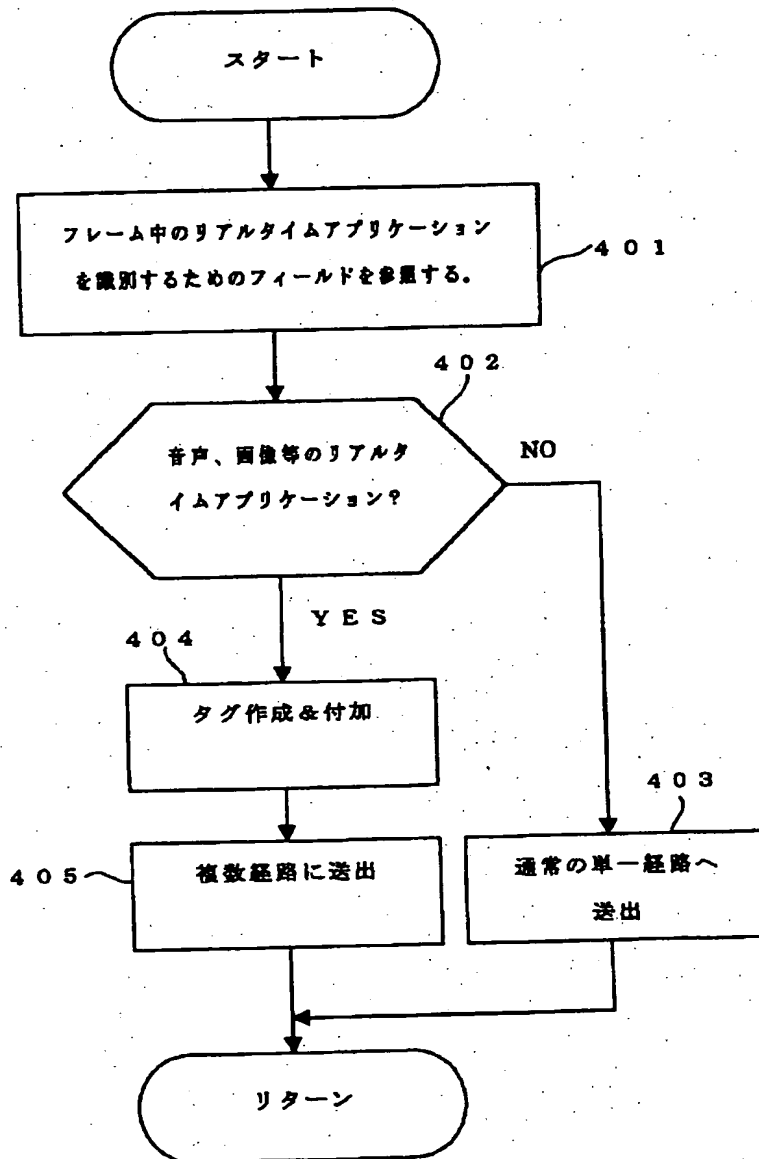 スタート
フレーム中のリアルタイムアプリケーション
を識別するためのフィールドを参照する。
401
402
音声、画像等のリアルタ
イムアプリケーション?
NO
YES
404
タグ作成&付加
403
405
複数経路に送出
通常の単一経路へ
送出
リターン